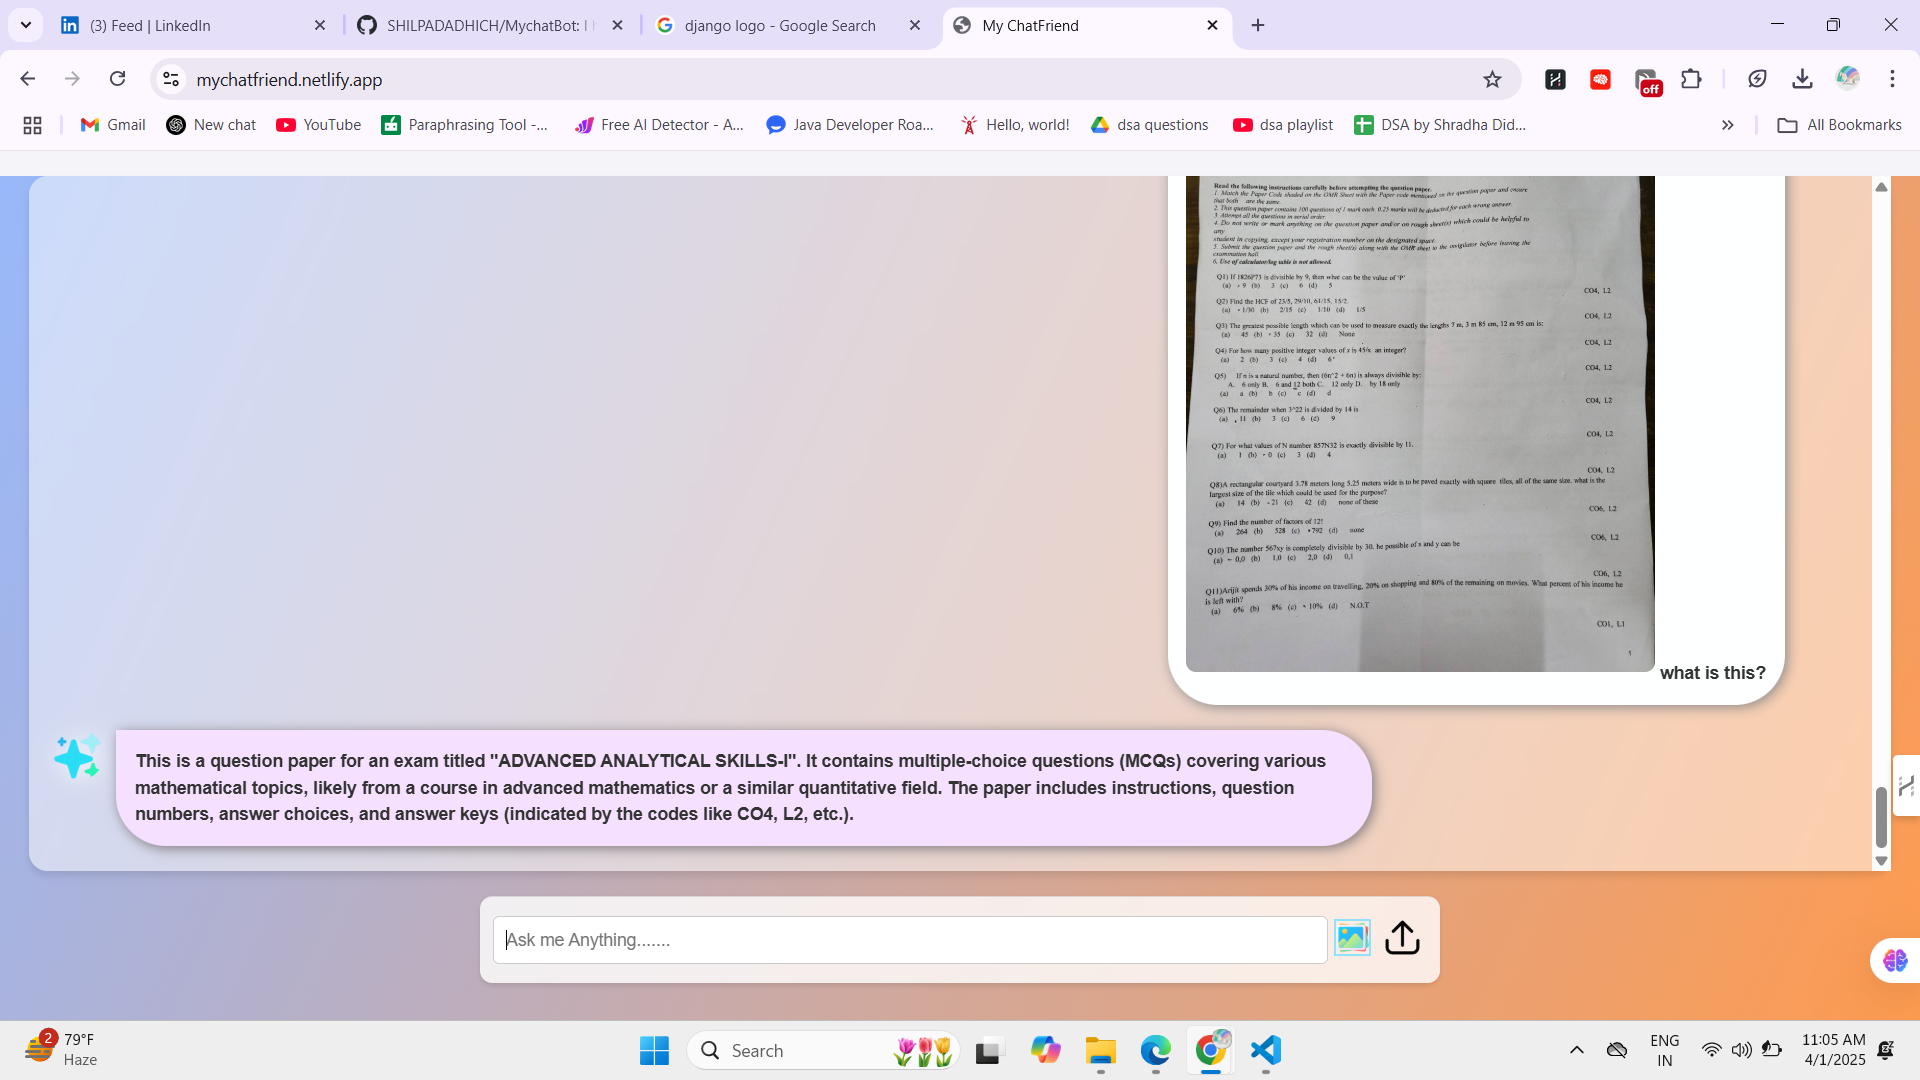 (3) Feed | LinkedIn
SHILPADADHICH/MychatBot: I
django logo - Google Search
My ChatFriend
mychatfriend.netlify.app
off
Gmail
New chat
YouTube
Paraphrasing Tool -...
Free AI Detector - A...
Java Developer Roa...
Hello, world!
dsa questions
dsa playlist
DSA by Shradha Did...
All Bookmarks
Read the following instructions carefully before attempting the question paper.
1. Match the Paper Code shaded on the OMR Sheet with the Paper code mentioned on the question paper and ensure
that both are the same.
2. This question paper contains 100 questions of 1 mark each. 0.25 marks will be deducted for each wrong answer.
3. Attempt all the questions in serial order.
4. Do not write or mark anything on the question paper and/or on rough sheet(s) which could be helpful to
any
student in copying, except your registration number on the designated space.
5. Submit the question paper and the rough sheet(s) along with the OMR sheet to the invigilator before leaving the
examination hall.
6. Use of calculator/log table is not allowed.
Q1) If 1826P73 is divisible by 9, then what can be the value of 'P'
(a) 9 (b) 3 (c) 6 (d) 5
CO4, L2
Q2) Find the HCF of 23/5, 29/10, 61/15, 15/2.
(a) 1/30 (b) 2/15 (c) 1/10 (d) 1/5
CO4, L2
Q3) The greatest possible length which can be used to measure exactly the lengths 7 m, 3 m 85 cm, 12 m 95 cm is:
(a) 45 (b) 35 (c) 32 (d) None
CO4, L2
Q4) For how many positive integer values of x is 45/x an integer?
(a) 2 (b) 3 (c) 4 (d) 6
CO4, L2
Q5) If n is a natural number, then (6n^2 + 6n) is always divisible by:
A. 6 only B. 6 and 12 both C. 12 only D. by 18 only
(a) a (b) b (c) c (d) d
CO4, L2
Q6) The remainder when 3^22 is divided by 14 is
(a) 11 (b) 3 (c) 6 (d) 9
CO4, L2
Q7) For what values of N number 857N32 is exactly divisible by 11.
(a) 1 (b) 0 (c) 3 (d) 4
CO4, L2
Q8)A rectangular courtyard 3.78 meters long 5.25 meters wide is to be paved exactly with square tiles, all of the same size. what is the
largest size of the tile which could be used for the purpose?
(a) 14 (b) 21 (c) 42 (d) none of these
CO6, L2
Q9) Find the number of factors of 12!
(a) 264 (b) 528 (c) 792 (d) none
CO6, L2
Q10) The number 567xy is completely divisible by 30. he possible of x and y can be
(a) 0,0 (b) 1,0 (c) 2,0 (d) 0,1
CO6, L2
Q11)Arijit spends 30% of his income on travelling, 20% on shopping and 80% of the remaining on movies. What percent of his income he
is left with?
(a) 6% (b) 8% (c) 10% (d) N.O.T
CO1, L1
1
what is this?
This is a question paper for an exam titled "ADVANCED ANALYTICAL SKILLS-I". It contains multiple-choice questions (MCQs) covering various
mathematical topics, likely from a course in advanced mathematics or a similar quantitative field. The paper includes instructions, question
numbers, answer choices, and answer keys (indicated by the codes like CO4, L2, etc.).
Ask me Anything.......
2
79°F
Haze
Search
ENG
IN
11:05 AM
4/1/2025